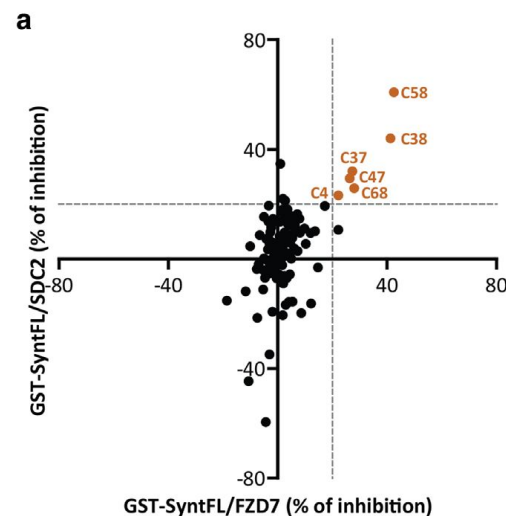 a
80
C58
C38
40
C37
C47
C4
C68
-80
-40
40
80
-40
-80
GST-SyntFL/SDC2 (% of inhibition)
GST-SyntFL/FZD7 (% of inhibition)